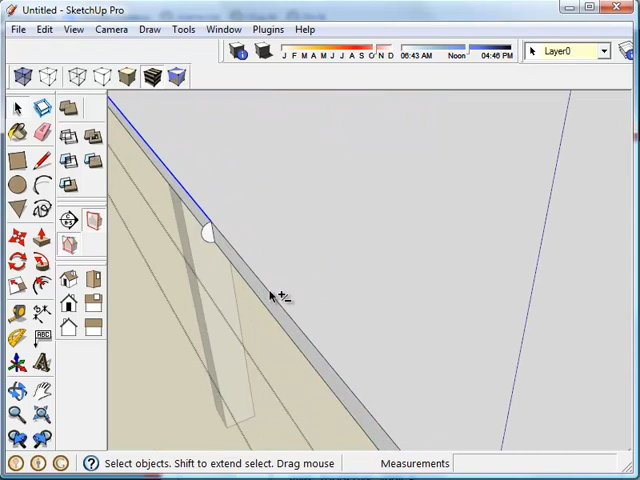 Untitled - SketchUp Pro
File Edit View Camera Draw Tools Window Plugins Help
J F M A M J J A S O N D 06:43 AM Noon 04:46 PM Layer0
ABC
Select objects. Shift to extend select. Drag mouse Measurements